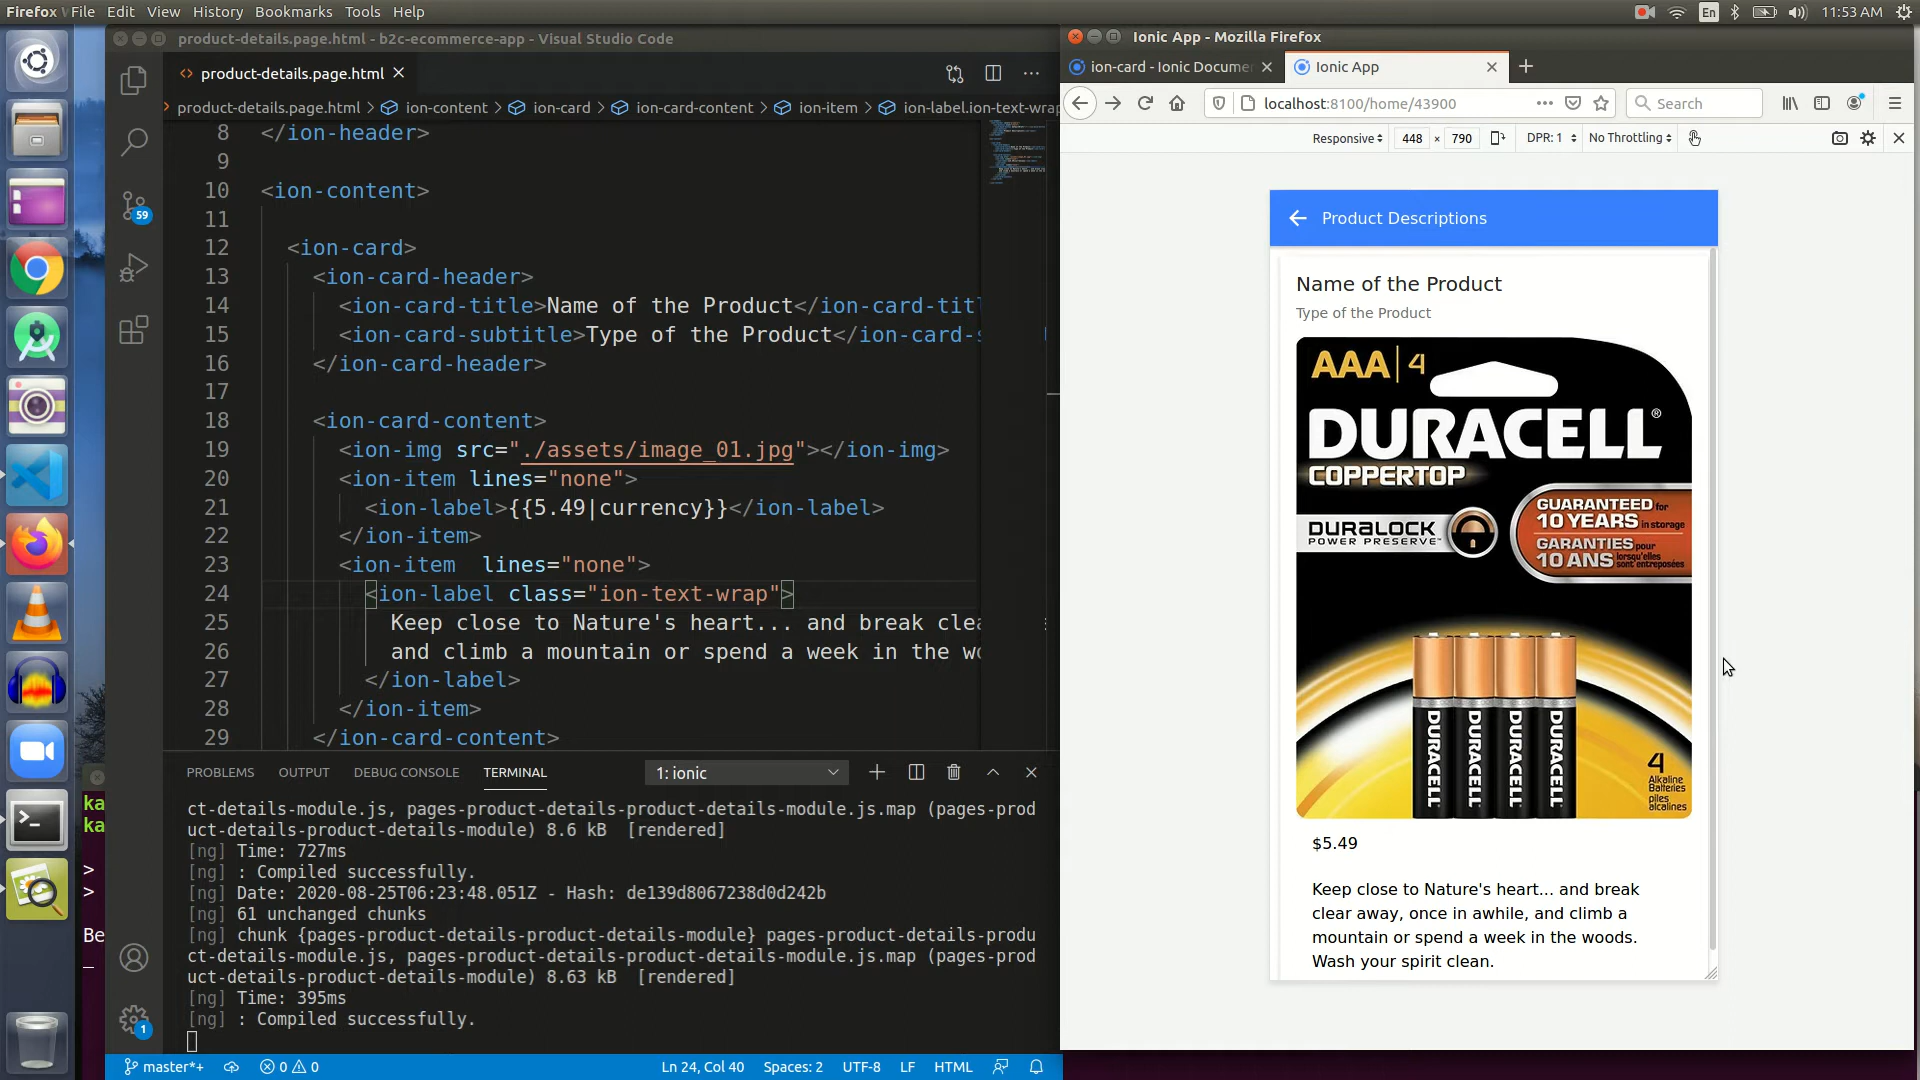 Firefox
File Edit View History Bookmarks Tools Help
En
11:53 AM
product-details.page.html - b2c-ecommerce-app - Visual Studio Code
product-details.page.html
product-details.page.html > ion-content > ion-card > ion-card-content > ion-item > ion-label.ion-text-wrap
8 </ion-header>
9
10 <ion-content>
11
12 <ion-card>
13 <ion-card-header>
14 <ion-card-title>Name of the Product</ion-card-titl
15 <ion-card-subtitle>Type of the Product</ion-card-s
16 </ion-card-header>
17
18 <ion-card-content>
19 <ion-img src="./assets/image_01.jpg"></ion-img>
20 <ion-item lines="none">
21 <ion-label>{{5.49|currency}}</ion-label>
22 </ion-item>
23 <ion-item  lines="none">
24 <ion-label class="ion-text-wrap">
25 Keep close to Nature's heart... and break clea
26 and climb a mountain or spend a week in the wo
27 </ion-label>
28 </ion-item>
29 </ion-card-content>
59
1
PROBLEMS OUTPUT DEBUG CONSOLE TERMINAL
1: ionic
ct-details-module.js, pages-product-details-product-details-module.js.map (pages-prod
uct-details-product-details-module) 8.6 kB  [rendered]
[ng] Time: 727ms
[ng] : Compiled successfully.
[ng] Date: 2020-08-25T06:23:48.051Z - Hash: de139d8067238d0d242b
[ng] 61 unchanged chunks
[ng] chunk {pages-product-details-product-details-module} pages-product-details-produ
ct-details-module.js, pages-product-details-product-details-module.js.map (pages-prod
uct-details-product-details-module) 8.63 kB  [rendered]
[ng] Time: 395ms
[ng] : Compiled successfully.
ka
ka
>
>
Be
master*+ 0 0 Ln 24, Col 40 Spaces: 2 UTF-8 LF HTML
Ionic App - Mozilla Firefox
ion-card - Ionic Documen
Ionic App
localhost:8100/home/43900
Search
Responsive 448 × 790 DPR: 1 No Throttling
Product Descriptions
Name of the Product
Type of the Product
AAA 4
DURACELL®
COPPERTOP
GUARANTEED for
10 YEARS in storage
DURALOCK
POWER PRESERVE™
GARANTIES pour
10 ANS lorsqu'elles
sont entreposées
DURACELL DURACELL DURACELL DURACELL
4
Alkaline
Batteries
piles
alcalines
$5.49
Keep close to Nature's heart... and break
clear away, once in awhile, and climb a
mountain or spend a week in the woods.
Wash your spirit clean.